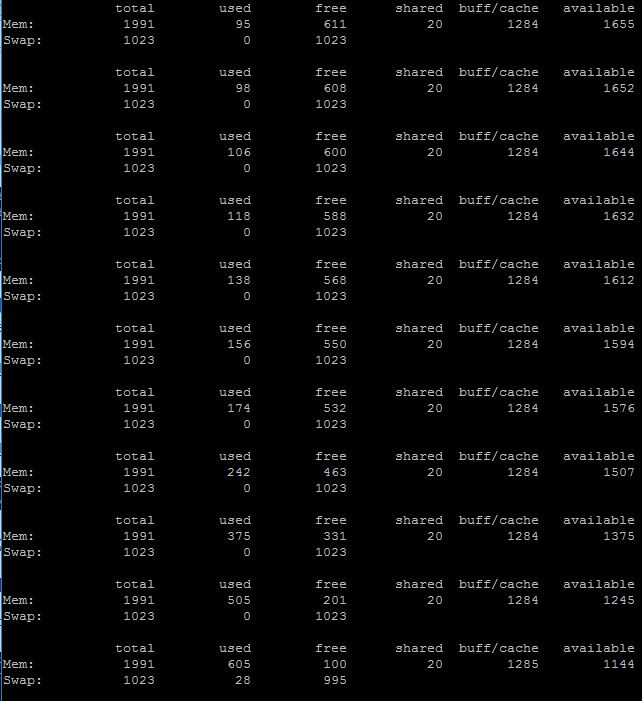 total used free shared buff/cache available
Mem: 1991 95 611 20 1284 1655
Swap: 1023 0 1023
total used free shared buff/cache available
Mem: 1991 98 608 20 1284 1652
Swap: 1023 0 1023
total used free shared buff/cache available
Mem: 1991 106 600 20 1284 1644
Swap: 1023 0 1023
total used free shared buff/cache available
Mem: 1991 118 588 20 1284 1632
Swap: 1023 0 1023
total used free shared buff/cache available
Mem: 1991 138 568 20 1284 1612
Swap: 1023 0 1023
total used free shared buff/cache available
Mem: 1991 156 550 20 1284 1594
Swap: 1023 0 1023
total used free shared buff/cache available
Mem: 1991 174 532 20 1284 1576
Swap: 1023 0 1023
total used free shared buff/cache available
Mem: 1991 242 463 20 1284 1507
Swap: 1023 0 1023
total used free shared buff/cache available
Mem: 1991 375 331 20 1284 1375
Swap: 1023 0 1023
total used free shared buff/cache available
Mem: 1991 505 201 20 1284 1245
Swap: 1023 0 1023
total used free shared buff/cache available
Mem: 1991 605 100 20 1285 1144
Swap: 1023 28 995